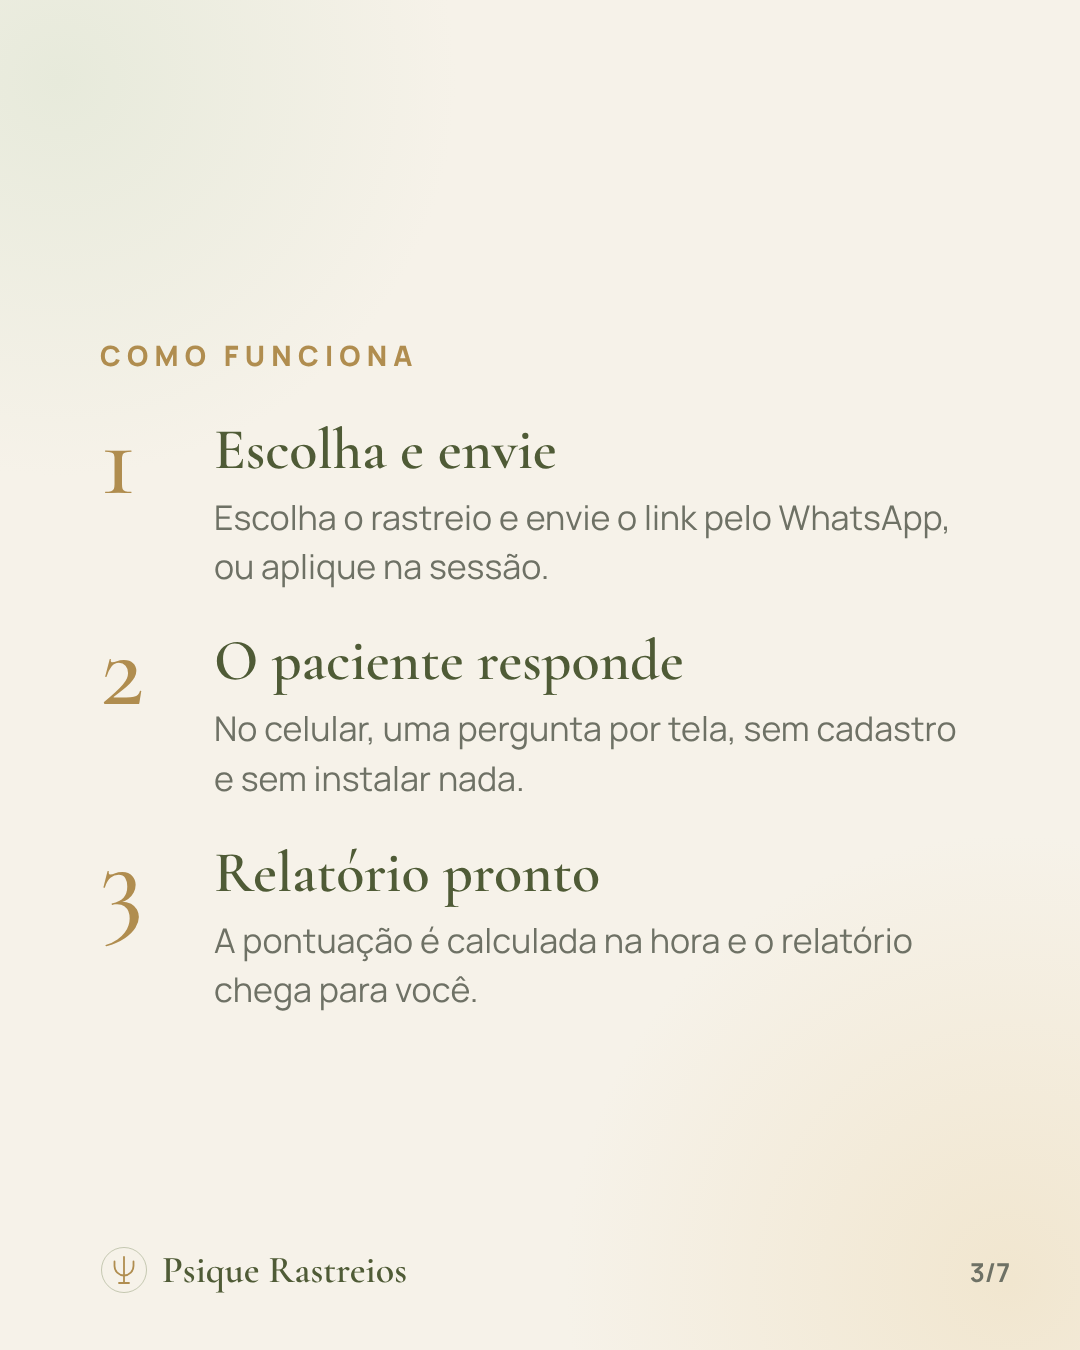 COMO FUNCIONA
1
Escolha e envie
Escolha o rastreio e envie o link pelo WhatsApp,
ou aplique na sessão.
2
O paciente responde
No celular, uma pergunta por tela, sem cadastro
e sem instalar nada.
3
Relatório pronto
A pontuação é calculada na hora e o relatório
chega para você.
Psique Rastreios
3/7